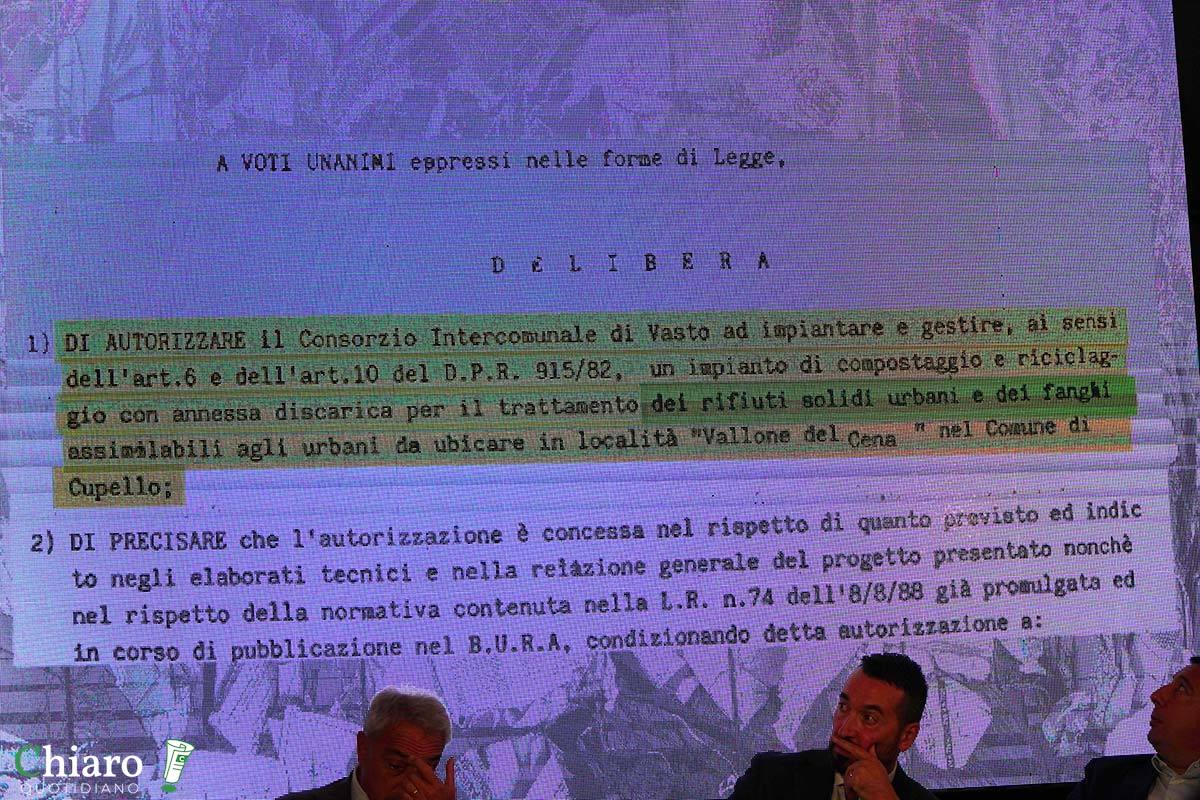 A VOTI UNANIMI espressi nelle forme di Legge,
D E L I B E R A
1) DI AUTORIZZARE il Consorzio Intercomunale di Vasto ad impiantare e gestire, ai sensi
dell'art.6 e dell'art.10 del D.P.R. 915/82, un impianto di compostaggio e riciclag-
gio con annessa discarica per il trattamento dei rifiuti solidi urbani e dei fanghi
assimilabili agli urbani da ubicare in località "Vallone del Cena " nel Comune di
Cupello;
2) DI PRECISARE che l'autorizzazione è concessa nel rispetto di quanto previsto ed indic
to negli elaborati tecnici e nella relazione generale del progetto presentato nonchè
nel rispetto della normativa contenuta nella L.R. n.74 dell'8/8/88 già promulgata ed
in corso di pubblicazione nel B.U.R.A, condizionando detta autorizzazione a:
Chiaro
QUOTIDIANO